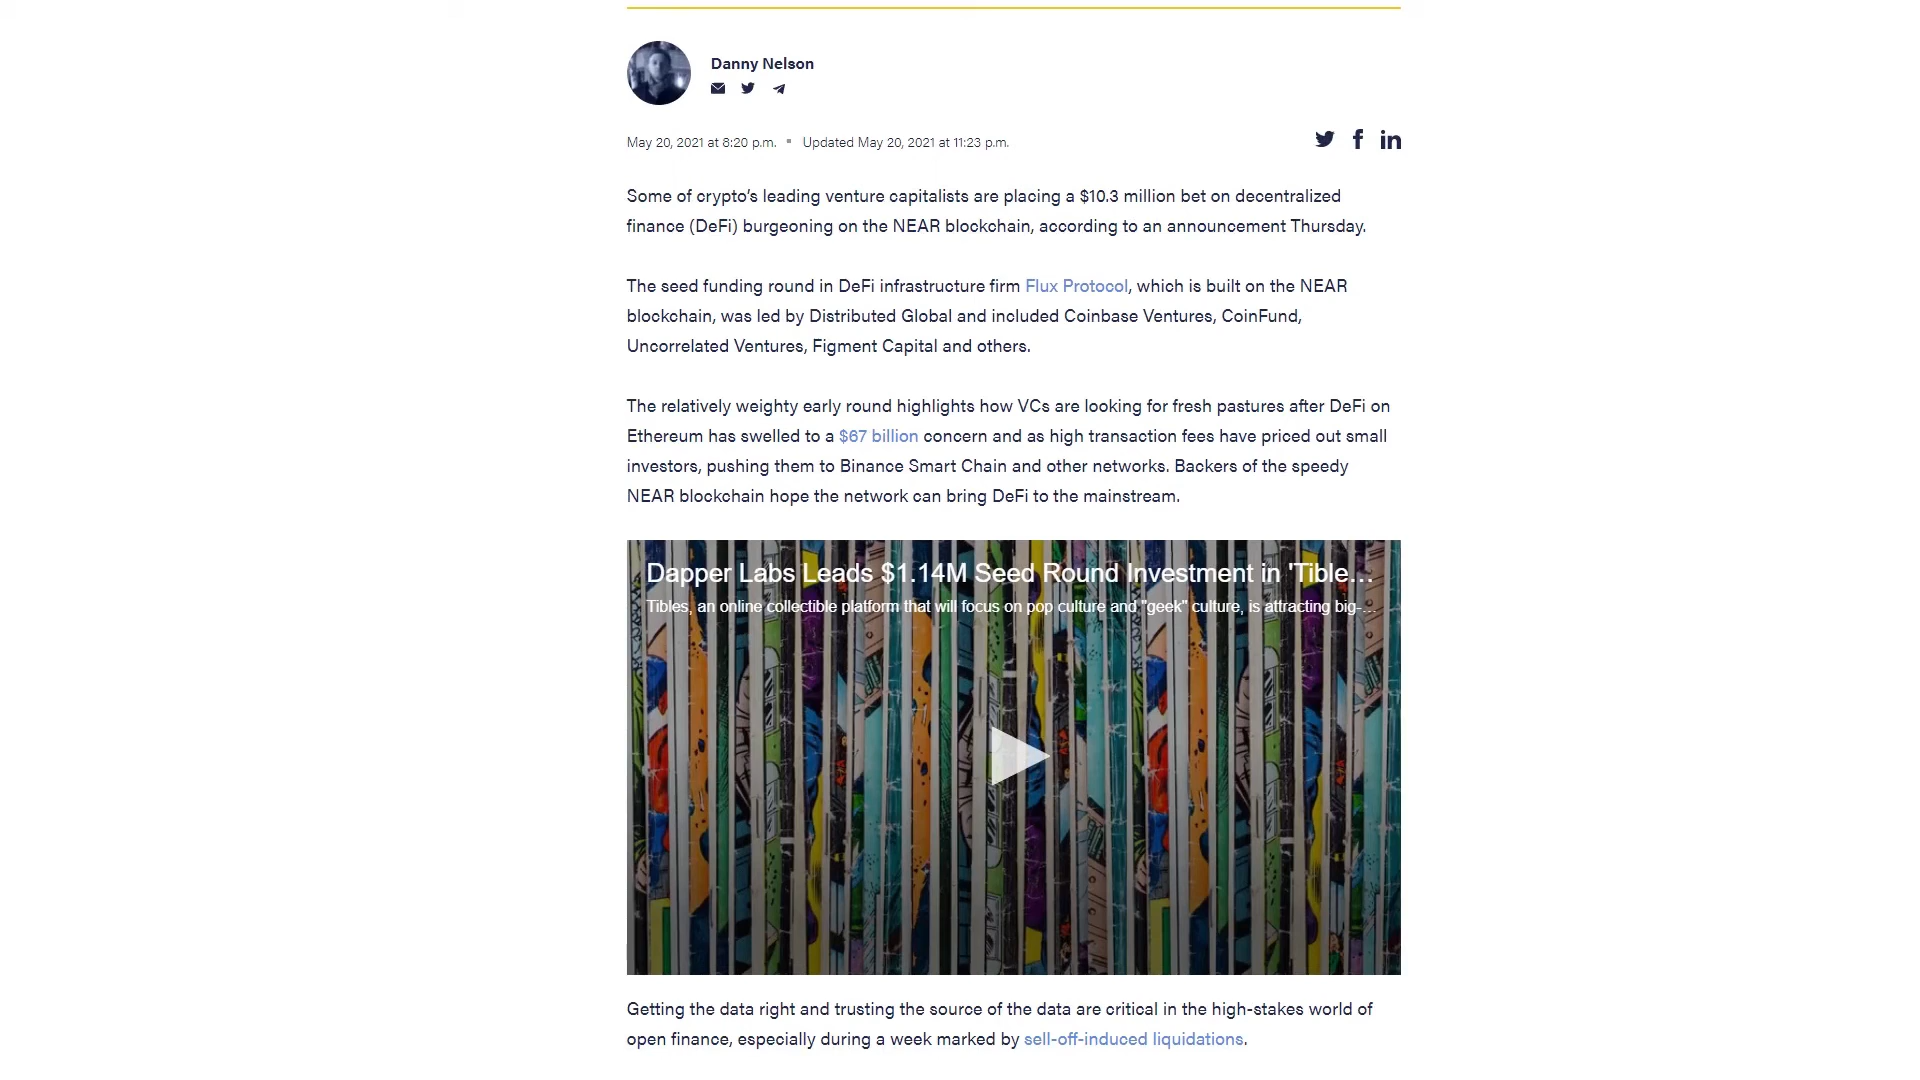 Danny Nelson
May 20, 2021 at 8:20 p.m. Updated May 20, 2021 at 11:23 p.m.
Some of crypto’s leading venture capitalists are placing a $10.3 million bet on decentralized
finance (DeFi) burgeoning on the NEAR blockchain, according to an announcement Thursday.
The seed funding round in DeFi infrastructure firm Flux Protocol, which is built on the NEAR
blockchain, was led by Distributed Global and included Coinbase Ventures, CoinFund,
Uncorrelated Ventures, Figment Capital and others.
The relatively weighty early round highlights how VCs are looking for fresh pastures after DeFi on
Ethereum has swelled to a $67 billion concern and as high transaction fees have priced out small
investors, pushing them to Binance Smart Chain and other networks. Backers of the speedy
NEAR blockchain hope the network can bring DeFi to the mainstream.
Dapper Labs Leads $1.14M Seed Round Investment in 'Tible...
Tibles, an online collectible platform that will focus on pop culture and "geek" culture, is attracting big-...
Getting the data right and trusting the source of the data are critical in the high-stakes world of
open finance, especially during a week marked by sell-off-induced liquidations.